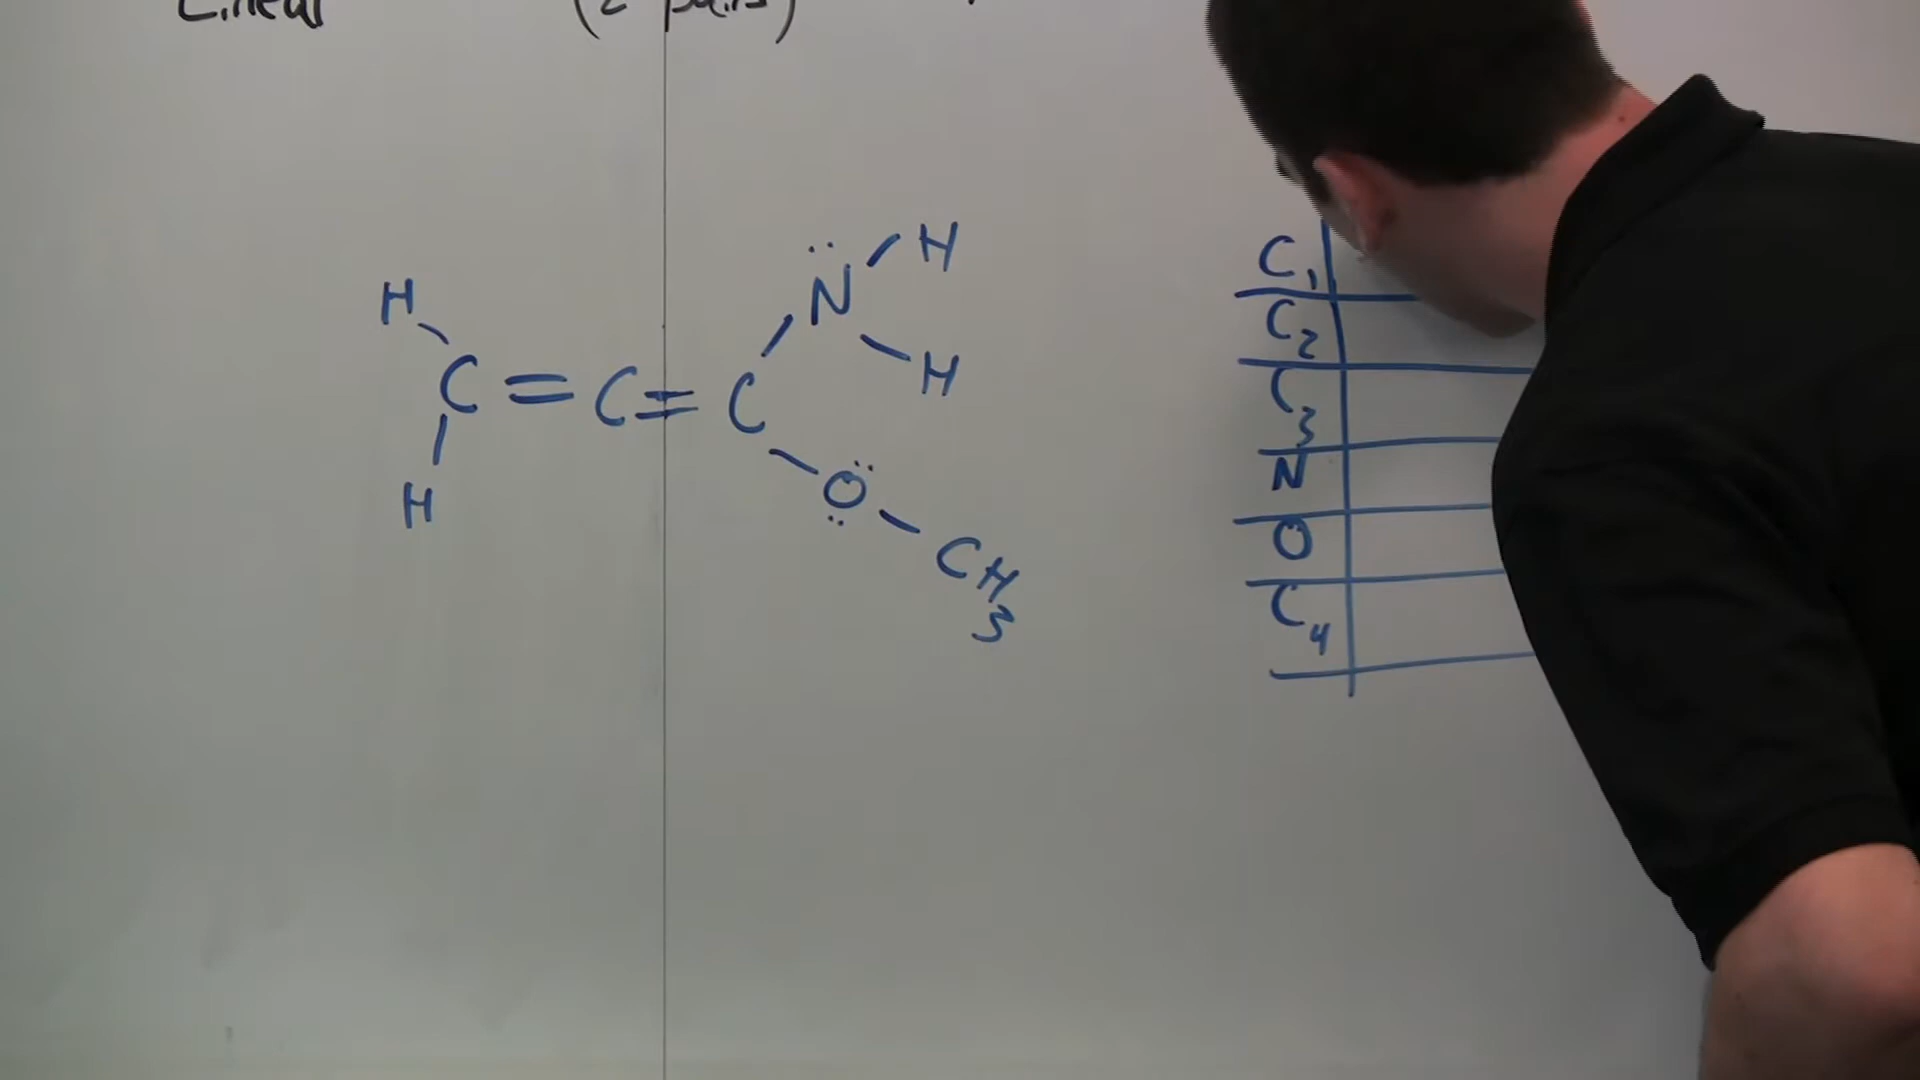 Linear (2 pairs)
H
H
C = C = C
N̈ H
H
Ö
CH3
H
C1
C2
C3
N
O
C4